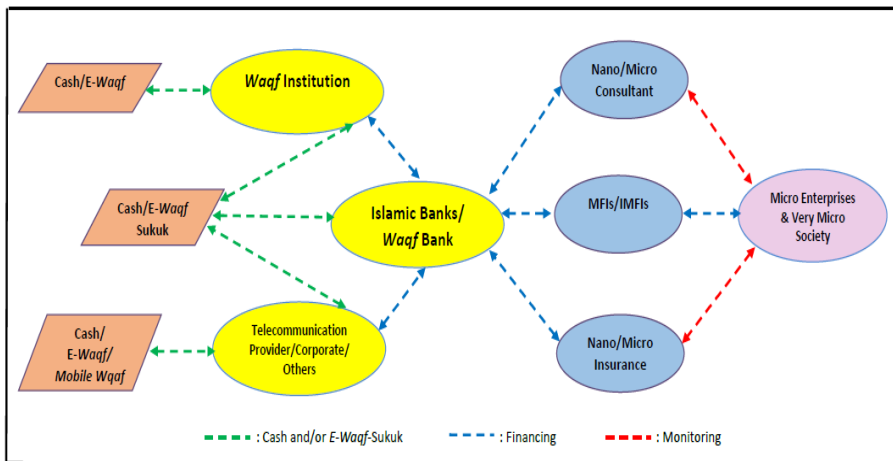 Cash/E-Waqf
Waqf Institution
Nano/Micro
Consultant
Cash/E-Waqf
Sukuk
Islamic Banks/
Waqf Bank
MFIs/IMFIs
Micro Enterprises
& Very Micro
Society
Cash/
E-Waqf/
Mobile Wqaf
Telecommunication
Provider/Corporate/
Others
Nano/Micro
Insurance
: Cash and/or E-Waqf-Sukuk
: Financing
: Monitoring